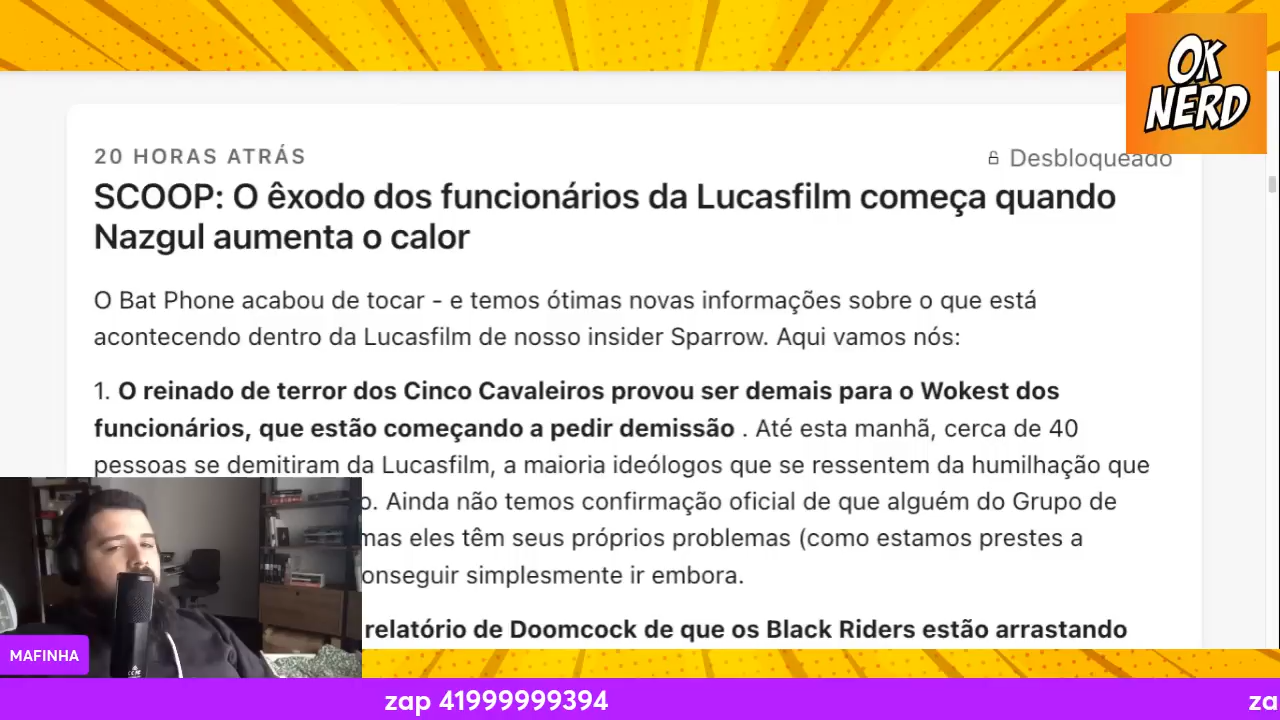 OK
NERD
20 HORAS ATRÁS
Desbloqueado
SCOOP: O êxodo dos funcionários da Lucasfilm começa quando
Nazgul aumenta o calor
O Bat Phone acabou de tocar - e temos ótimas novas informações sobre o que está
acontecendo dentro da Lucasfilm de nosso insider Sparrow. Aqui vamos nós:
1. O reinado de terror dos Cinco Cavaleiros provou ser demais para o Wokest dos
funcionários, que estão começando a pedir demissão . Até esta manhã, cerca de 40
pessoas se demitiram da Lucasfilm, a maioria ideólogos que se ressentem da humilhação que
o. Ainda não temos confirmação oficial de que alguém do Grupo de
mas eles têm seus próprios problemas (como estamos prestes a
onseguir simplesmente ir embora.
relatório de Doomcock de que os Black Riders estão arrastando
MAFINHA
zap 41999999394
za